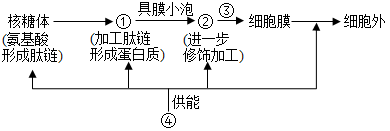 核糖体 ① 具膜小泡 ② ③ 细胞膜 细胞外
(氨基酸 (加工肽链 (进一步
形成肽链) 形成蛋白质) 修饰加工)
供能
④